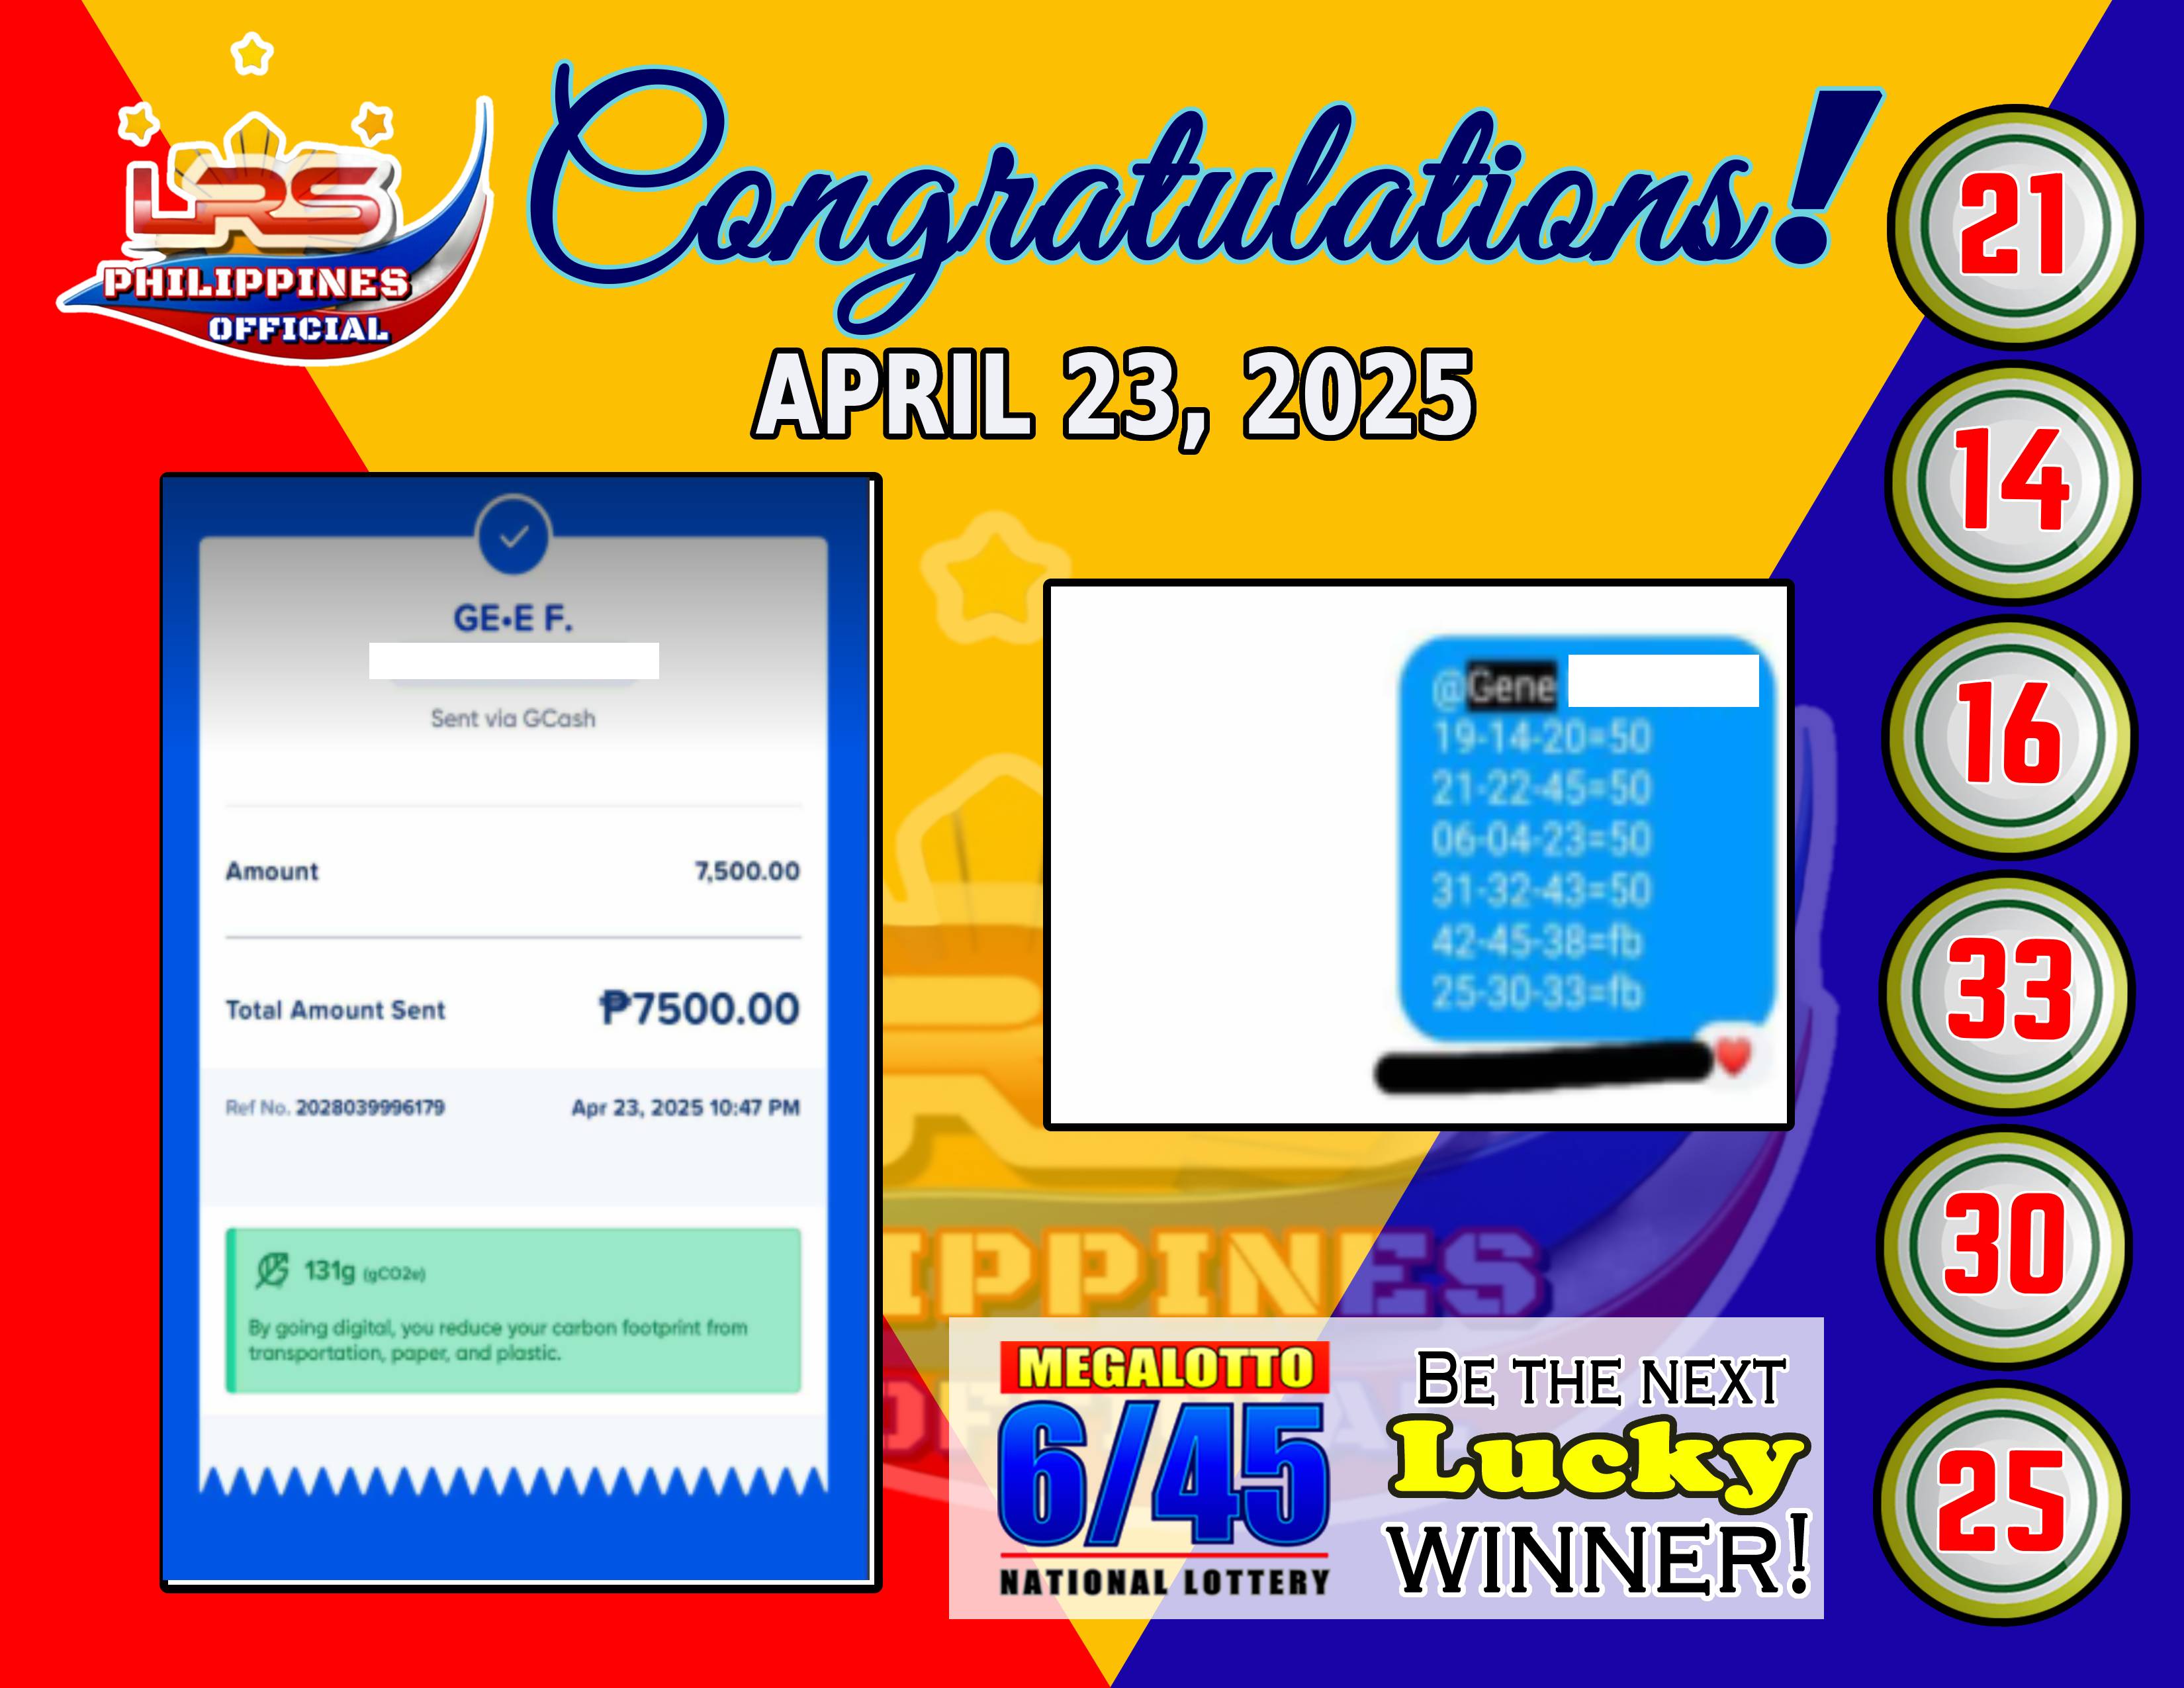 LRS
PHILIPPINES
OFFICIAL
Congratulations!
APRIL 23, 2025
GE•E F.
Sent via GCash
Amount 7,500.00
Total Amount Sent ₱7500.00
Ref No. 2028039996179 Apr 23, 2025 10:47 PM
131g (gCO2e)
By going digital, you reduce your carbon footprint from
transportation, paper, and plastic.
@Gene
19-14-20=50
21-22-45=50
06-04-23=50
31-32-43=50
42-45-38=fb
25-30-33=fb
IPPINES
MEGALOTTO
6/45
NATIONAL LOTTERY
BE THE NEXT
Lucky
WINNER!
21
14
16
33
30
25